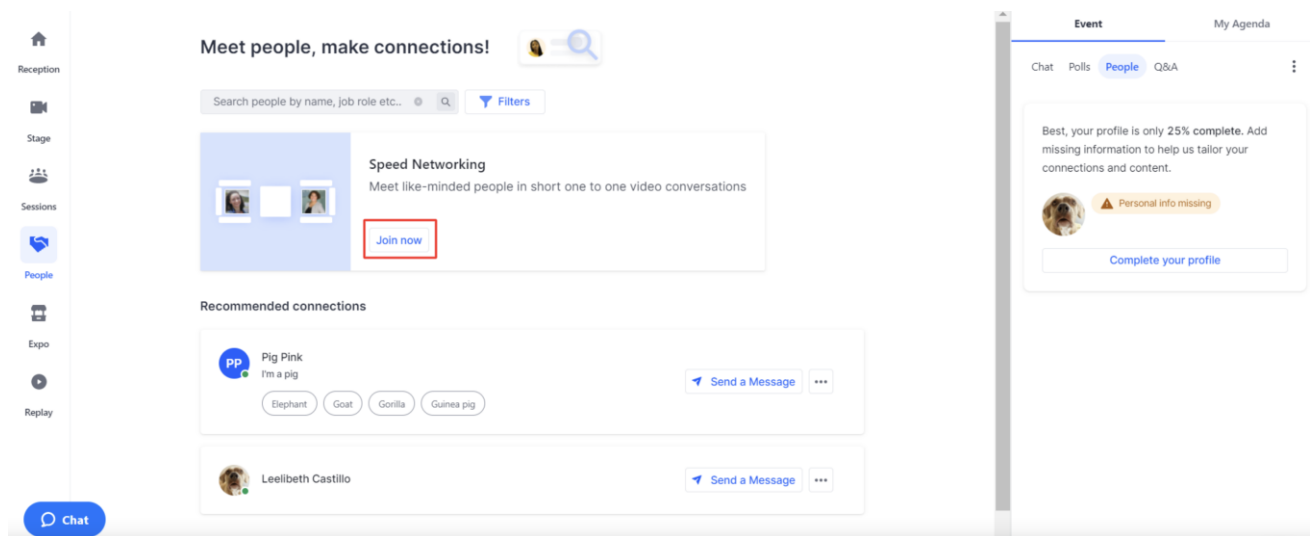 Reception
Stage
Sessions
People
Expo
Replay
Chat
Meet people, make connections!
Search people by name, job role etc..
Filters
Speed Networking
Meet like-minded people in short one to one video conversations
Join now
Recommended connections
PP
Pig Pink
I'm a pig
Elephant Goat Gorilla Guinea pig
Send a Message
Leelibeth Castillo
Send a Message
Event My Agenda
Chat Polls People Q&A
Best, your profile is only 25% complete. Add
missing information to help us tailor your
connections and content.
Personal info missing
Complete your profile